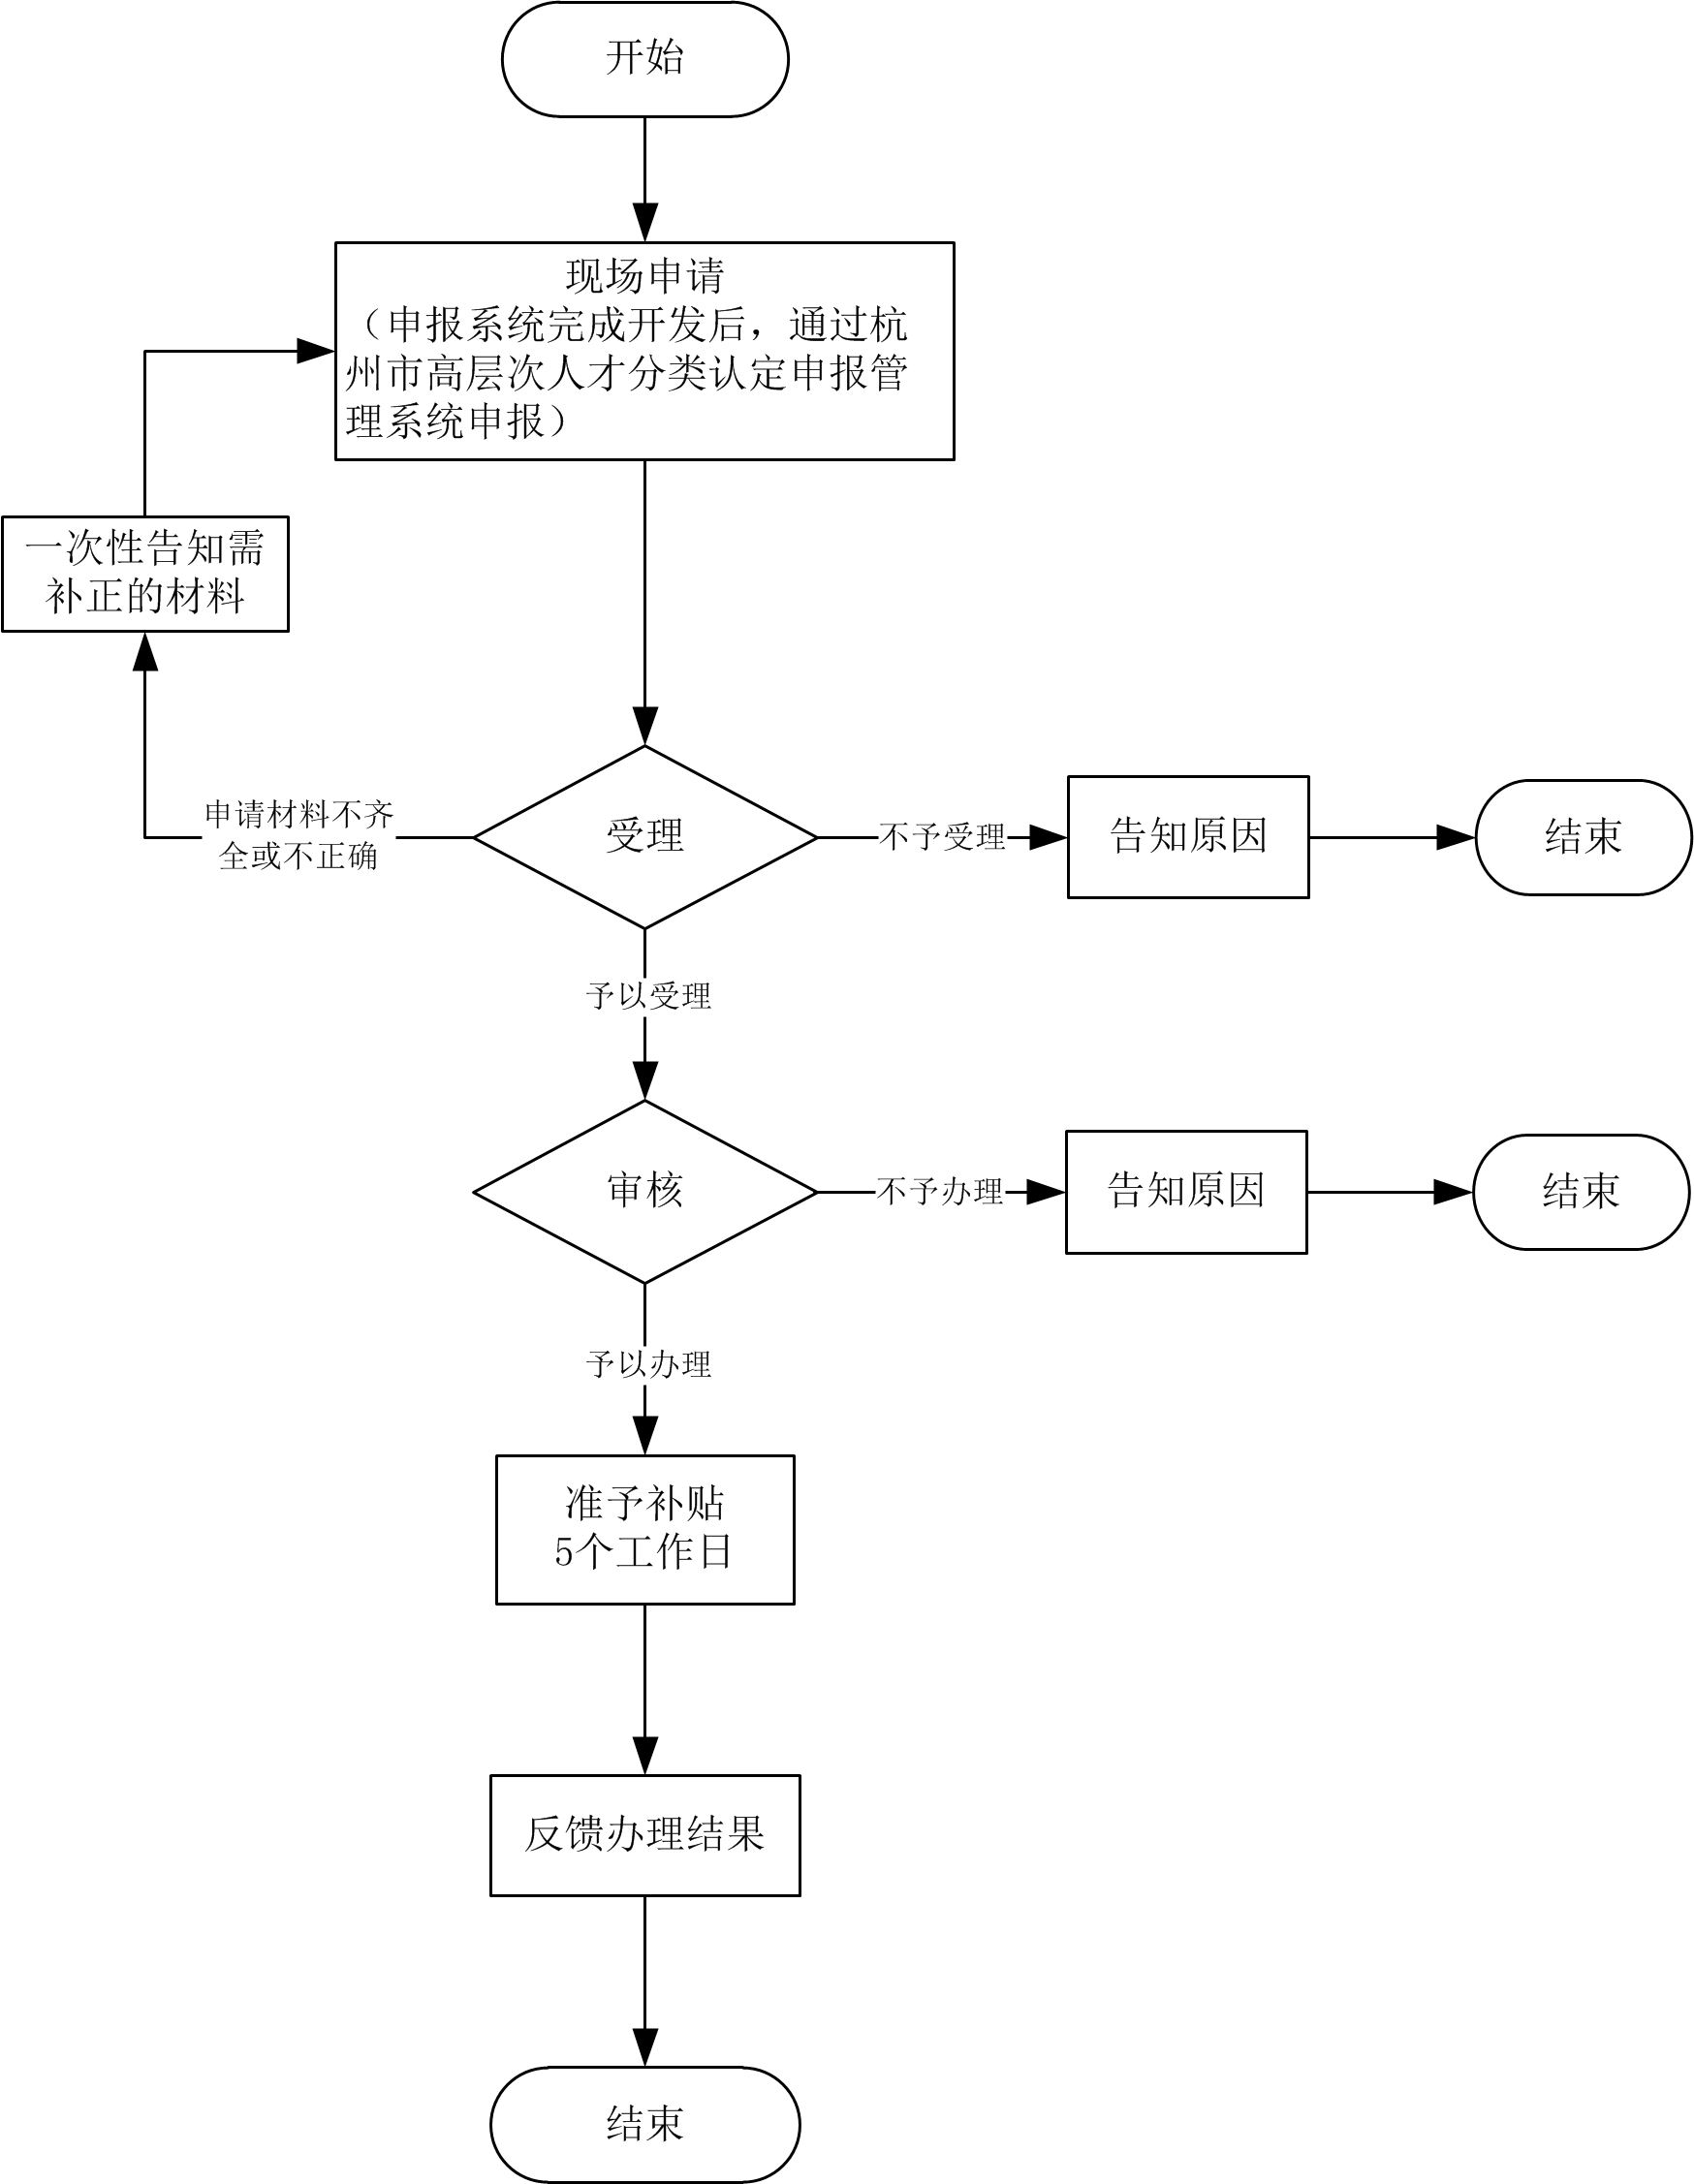 开始
现场申请
（申报系统完成开发后，通过杭
州市高层次人才分类认定申报管
理系统申报）
一次性告知需
补正的材料
申请材料不齐
全或不正确
受理
不予受理
告知原因
结束
予以受理
审核
不予办理
告知原因
结束
予以办理
准予补贴
5个工作日
反馈办理结果
结束